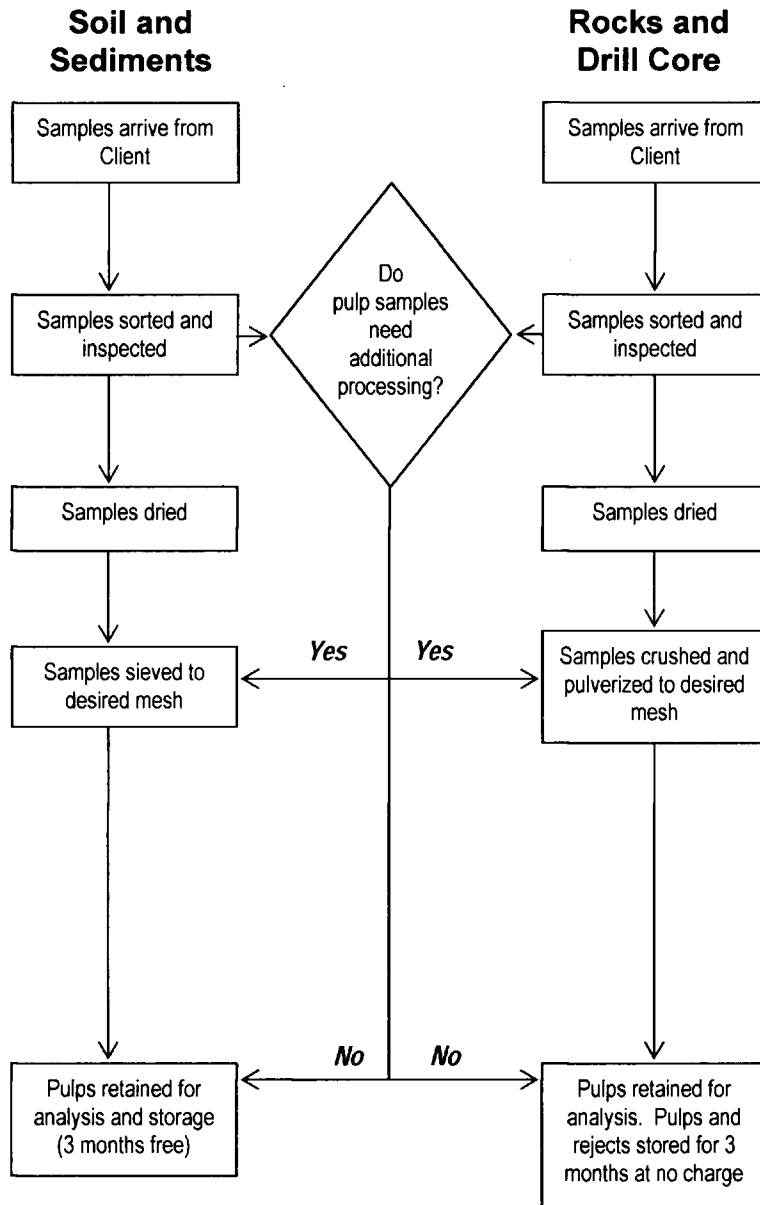 Soil and
Sediments
Rocks and
Drill Core
Samples arrive from
Client
Samples arrive from
Client
Do
pulp samples
need
additional
processing?
Samples sorted and
inspected
Samples sorted and
inspected
Samples dried
Samples dried
Yes Yes
Samples sieved to
desired mesh
Samples crushed and
pulverized to desired
mesh
No No
Pulps retained for
analysis and storage
(3 months free)
Pulps retained for
analysis. Pulps and
rejects stored for 3
months at no charge